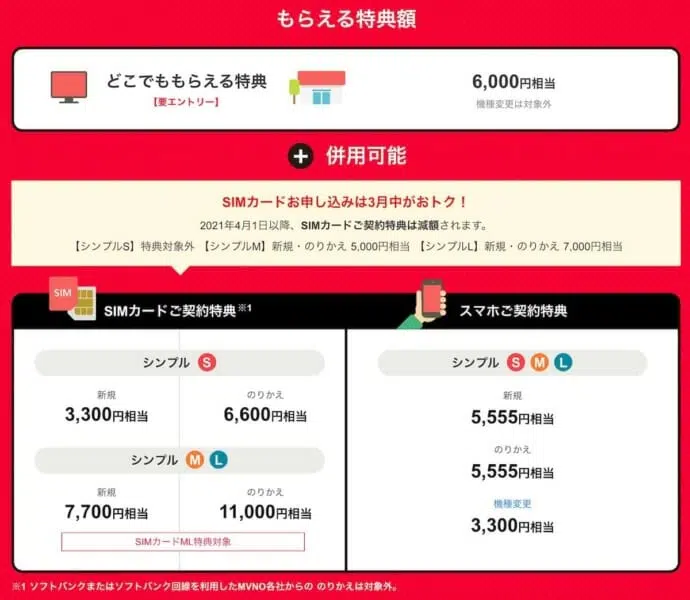 もらえる特典額
どこでももらえる特典
【要エントリー】
6,000円相当
機種変更は対象外
+ 併用可能
SIMカードお申し込みは3月中がおトク！
2021年4月1日以降、SIMカードご契約特典は減額されます。
【シンプルS】特典対象外 【シンプルM】新規・のりかえ 5,000円相当 【シンプルL】新規・のりかえ 7,000円相当
SIM
SIMカードご契約特典※1
シンプル S
新規
3,300円相当
のりかえ
6,600円相当
シンプル M L
新規
7,700円相当
のりかえ
11,000円相当
SIMカードML特典対象
スマホご契約特典
シンプル S M L
新規
5,555円相当
のりかえ
5,555円相当
機種変更
3,300円相当
※1 ソフトバンクまたはソフトバンク回線を利用したMVNO各社からの のりかえは対象外。